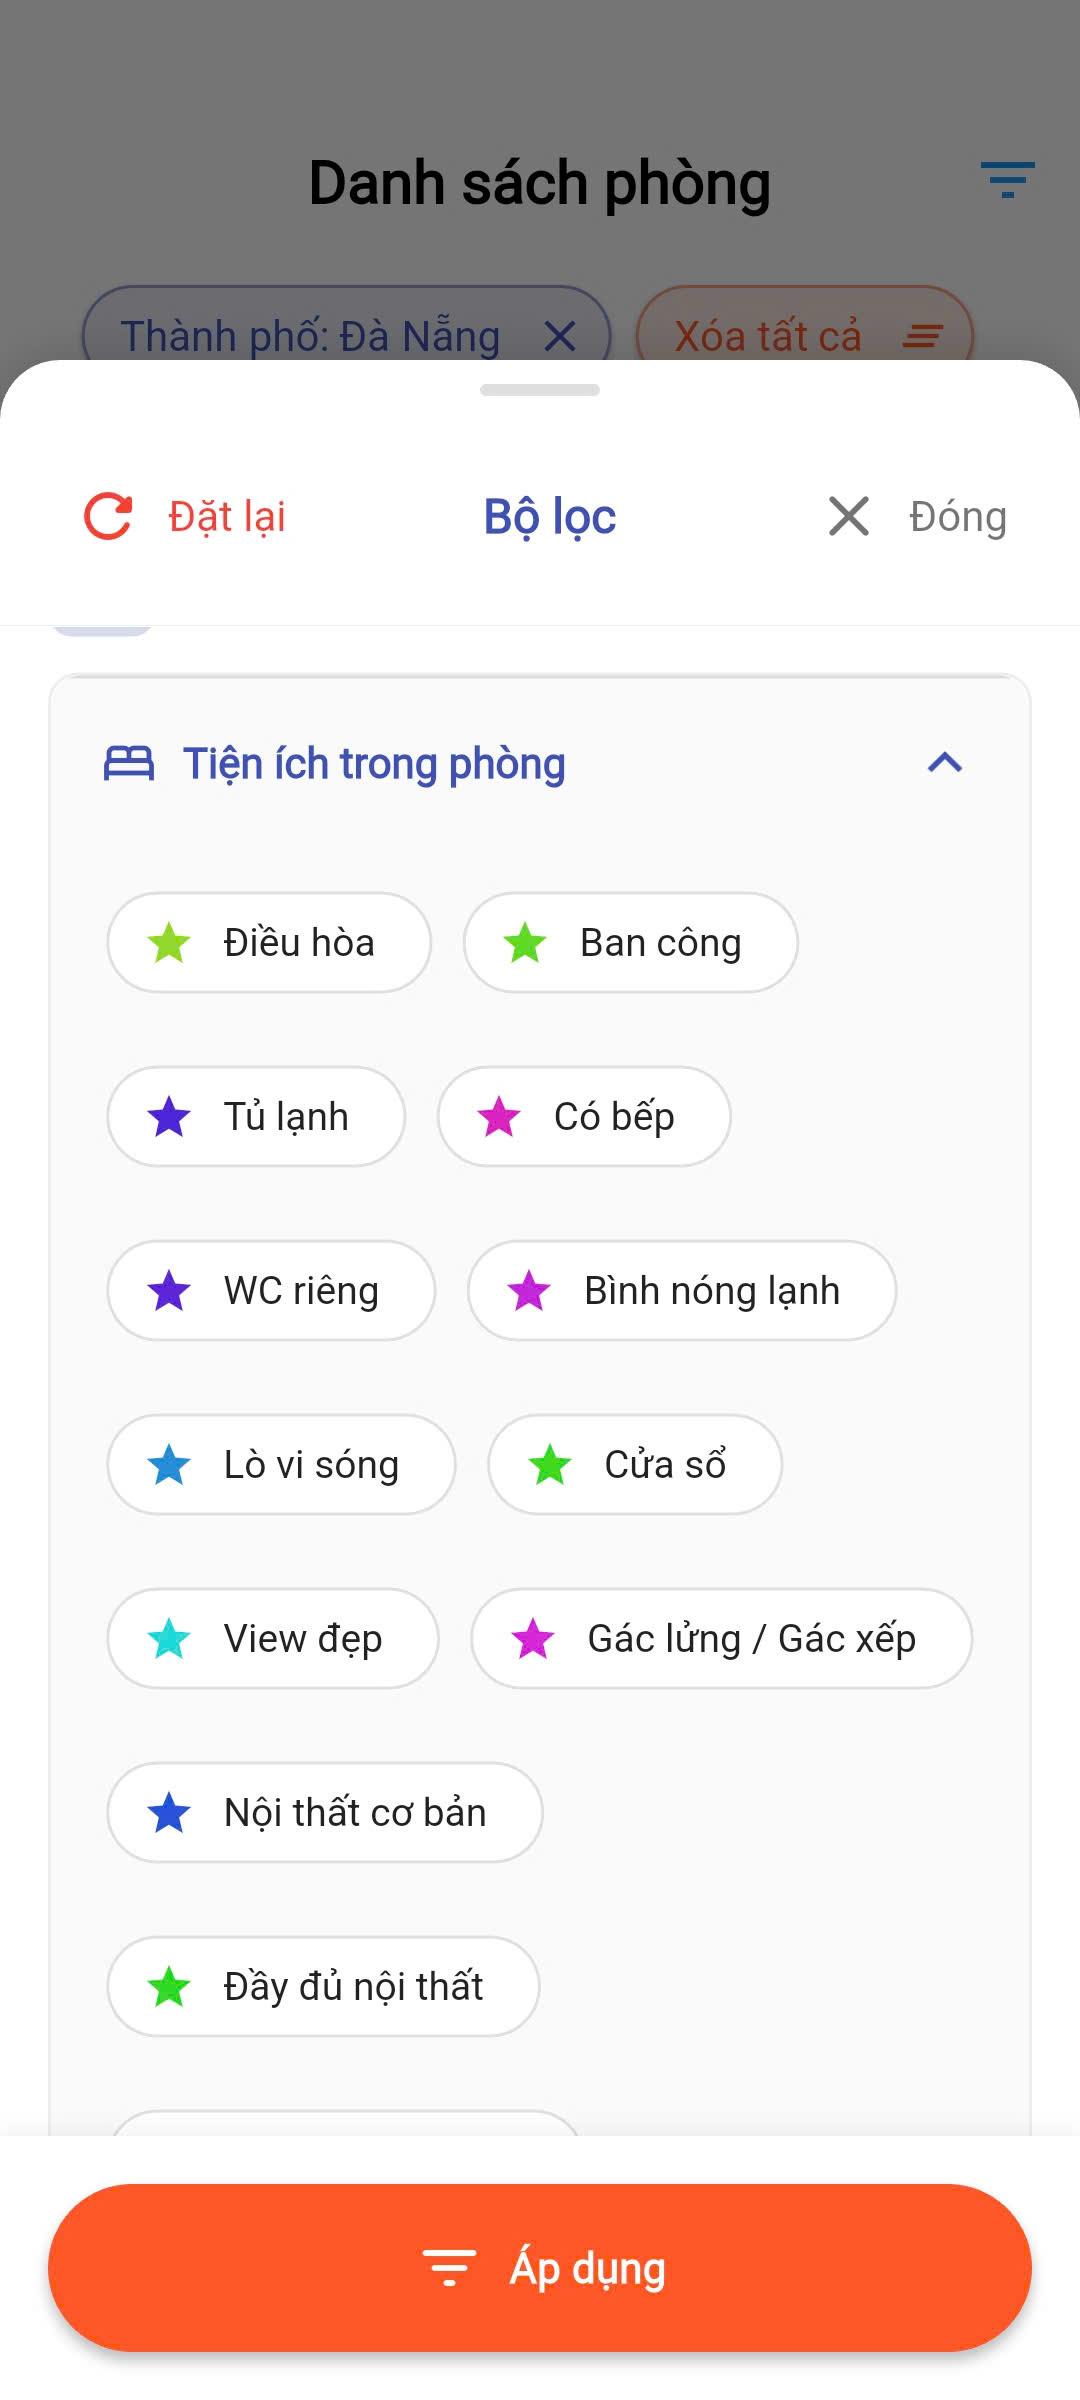 Danh sách phòng
Thành phố: Đà Nẵng
Xóa tất cả
Đặt lại
Bộ lọc
Đóng
Tiện ích trong phòng
Điều hòa
Ban công
Tủ lạnh
Có bếp
WC riêng
Bình nóng lạnh
Lò vi sóng
Cửa sổ
View đẹp
Gác lửng / Gác xếp
Nội thất cơ bản
Đầy đủ nội thất
Áp dụng